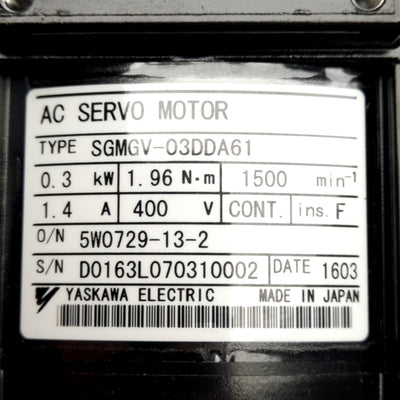 AC SERVO MOTOR
TYPE SGMGV-03DDA61
0.3 kW 1.96 N·m 1500 min⁻¹
1.4 A 400 V CONT. ins. F
O/N 5W0729-13-2
S/N D0163L070310002 DATE 1603
YASKAWA ELECTRIC MADE IN JAPAN